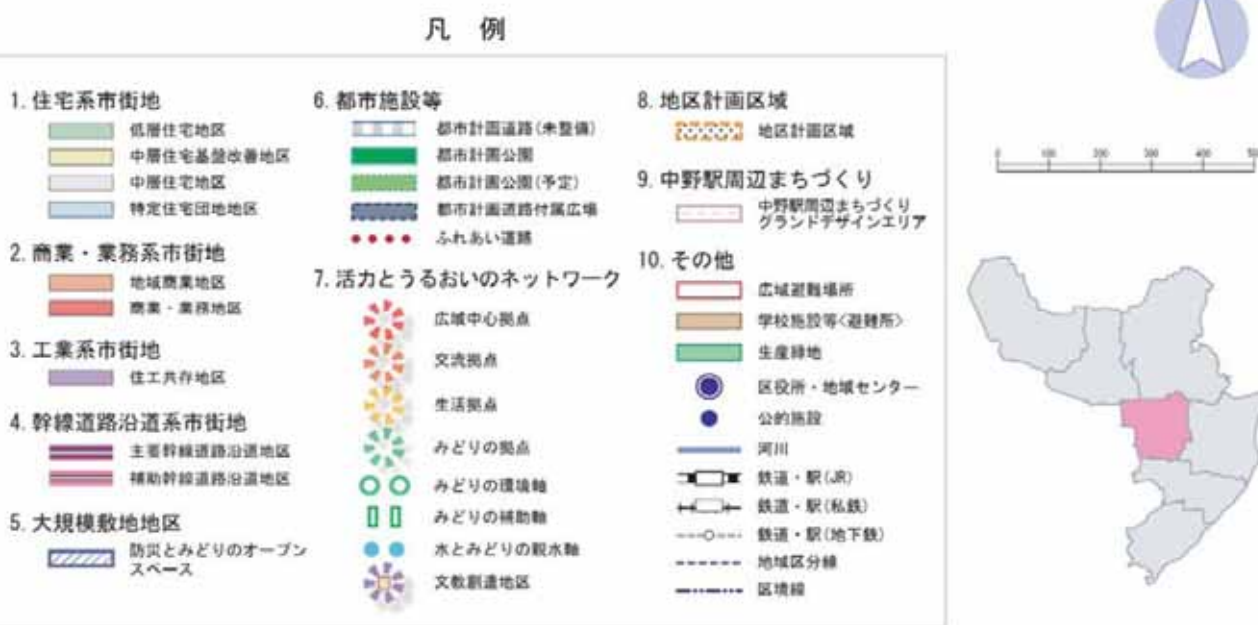 凡 例
1. 住宅系市街地
低層住宅地区
中層住宅基盤改善地区
中層住宅地区
特定住宅団地地区
2. 商業・業務系市街地
地域商業地区
商業・業務地区
3. 工業系市街地
住工共存地区
4. 幹線道路沿道系市街地
主要幹線道路沿道地区
補助幹線道路沿道地区
5. 大規模敷地地区
防災とみどりのオープン
スペース
6. 都市施設等
都市計画道路(未整備)
都市計画公園
都市計画公園(予定)
都市計画道路付属広場
ふれあい道路
7. 活力とうるおいのネットワーク
広域中心拠点
交流拠点
生活拠点
みどりの拠点
みどりの環境軸
みどりの補助軸
水とみどりの親水軸
文教創造地区
8. 地区計画区域
地区計画区域
9. 中野駅周辺まちづくり
中野駅周辺まちづくり
グランドデザインエリア
10. その他
広域避難場所
学校施設等<避難所>
生産緑地
区役所・地域センター
公的施設
河川
鉄道・駅(JR)
鉄道・駅(私鉄)
鉄道・駅(地下鉄)
地域区分線
区境線
0 100 200 300 400